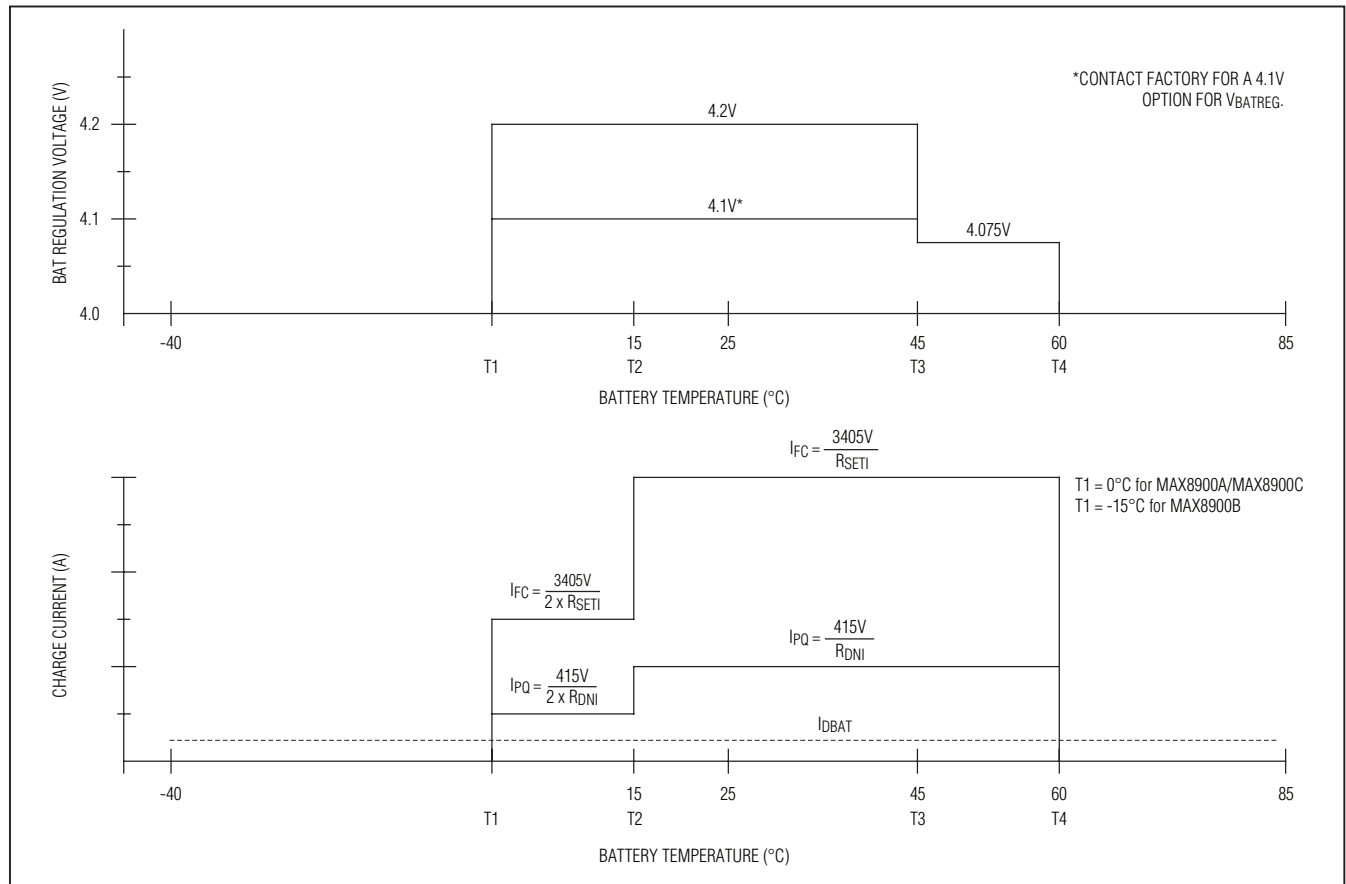 *CONTACT FACTORY FOR A 4.1V
OPTION FOR VBATREG.
BAT REGULATION VOLTAGE (V)
4.2
4.1
4.0
4.2V
4.1V*
4.075V
-40 15 25 45 60 85
T1 T2 T3 T4
BATTERY TEMPERATURE (°C)
CHARGE CURRENT (A)
IFC = 3405V
RSETI
T1 = 0°C for MAX8900A/MAX8900C
T1 = -15°C for MAX8900B
IFC = 3405V
2 x RSETI
IPQ = 415V
RDNI
IPQ = 415V
2 x RDNI
IDBAT
-40 15 25 45 60 85
T1 T2 T3 T4
BATTERY TEMPERATURE (°C)